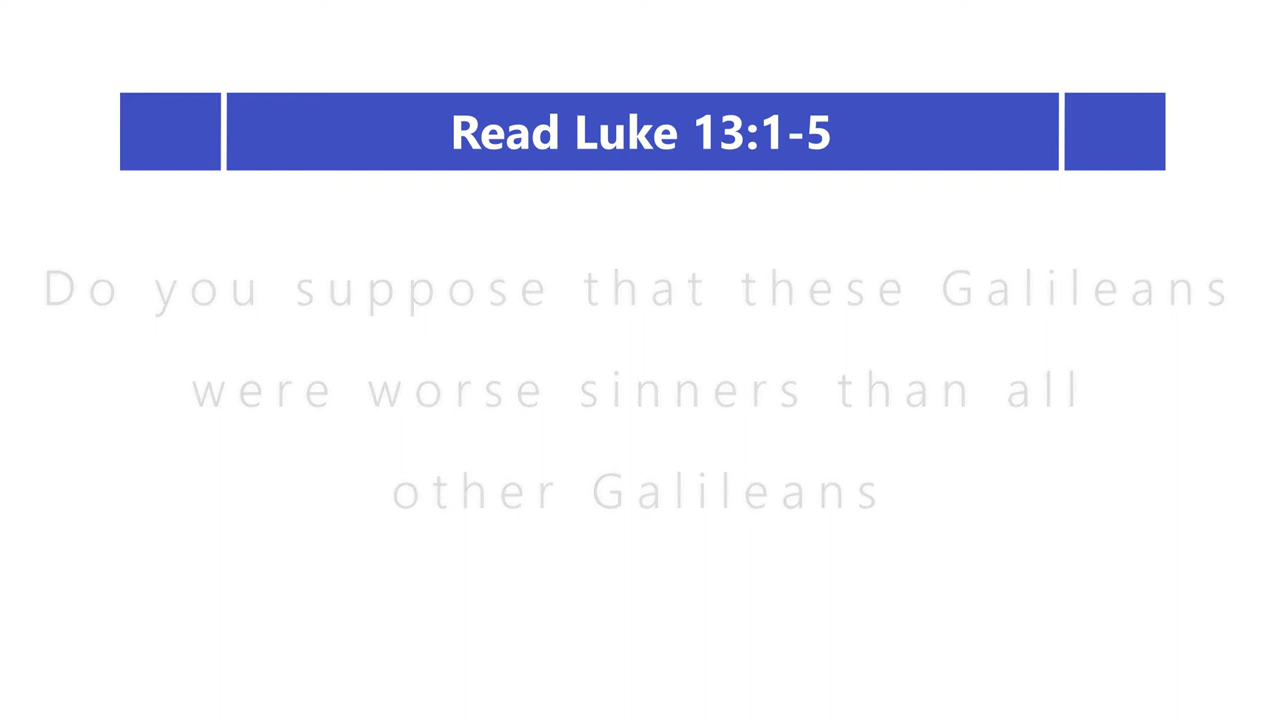 Read Luke 13:1-5
Do you suppose that these Galileans
were worse sinners than all
other Galileans